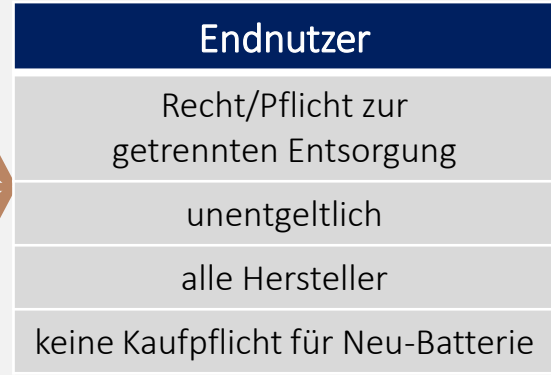 Endnutzer
Recht/Pflicht zur
getrennten Entsorgung
unentgeltlich
alle Hersteller
keine Kaufpflicht für Neu-Batterie